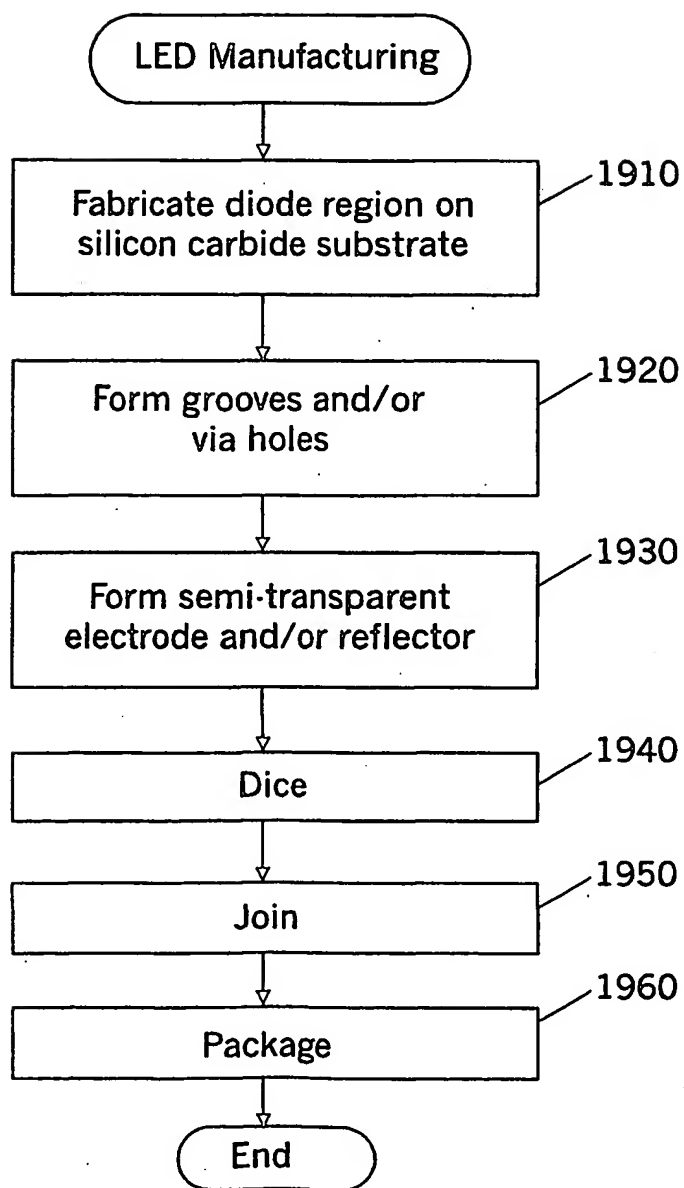 LED Manufacturing
1910
Fabricate diode region on
silicon carbide substrate
1920
Form grooves and/or
via holes
1930
Form semi-transparent
electrode and/or reflector
1940
Dice
1950
Join
1960
Package
End